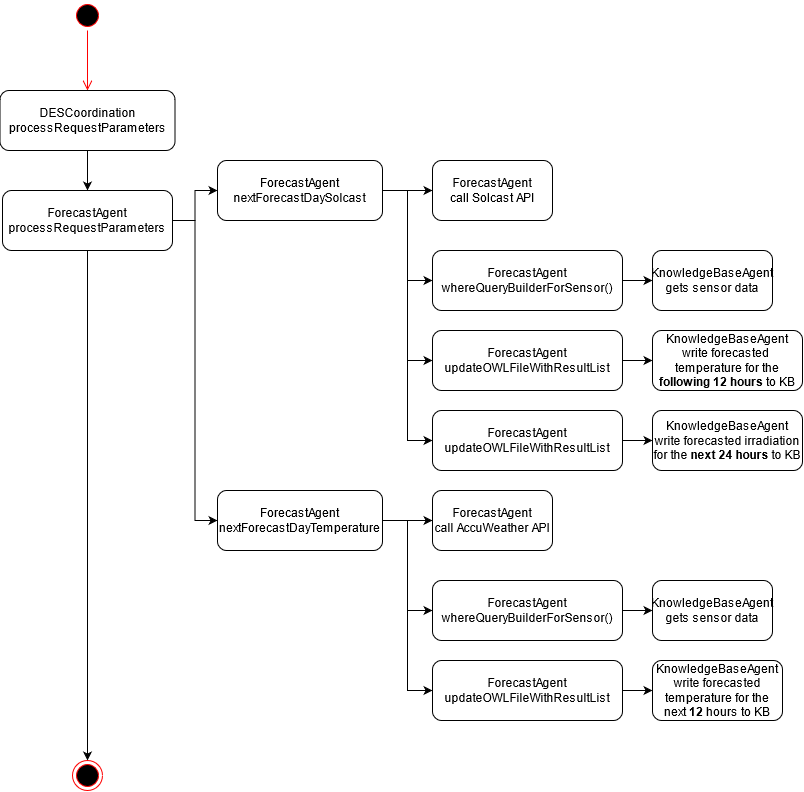 DESCoordination
processRequestParameters
ForecastAgent
processRequestParameters
ForecastAgent
nextForecastDaySolcast
ForecastAgent
call Solcast API
ForecastAgent
whereQueryBuilderForSensor()
KnowledgeBaseAgent
gets sensor data
ForecastAgent
updateOWLFileWithResultList
KnowledgeBaseAgent
write forecasted
temperature for the
following 12 hours to KB
ForecastAgent
updateOWLFileWithResultList
KnowledgeBaseAgent
write forecasted irradiation
for the next 24 hours to KB
ForecastAgent
nextForecastDayTemperature
ForecastAgent
call AccuWeather API
ForecastAgent
whereQueryBuilderForSensor()
KnowledgeBaseAgent
gets sensor data
ForecastAgent
updateOWLFileWithResultList
KnowledgeBaseAgent
write forecasted
temperature for the
next 12 hours to KB